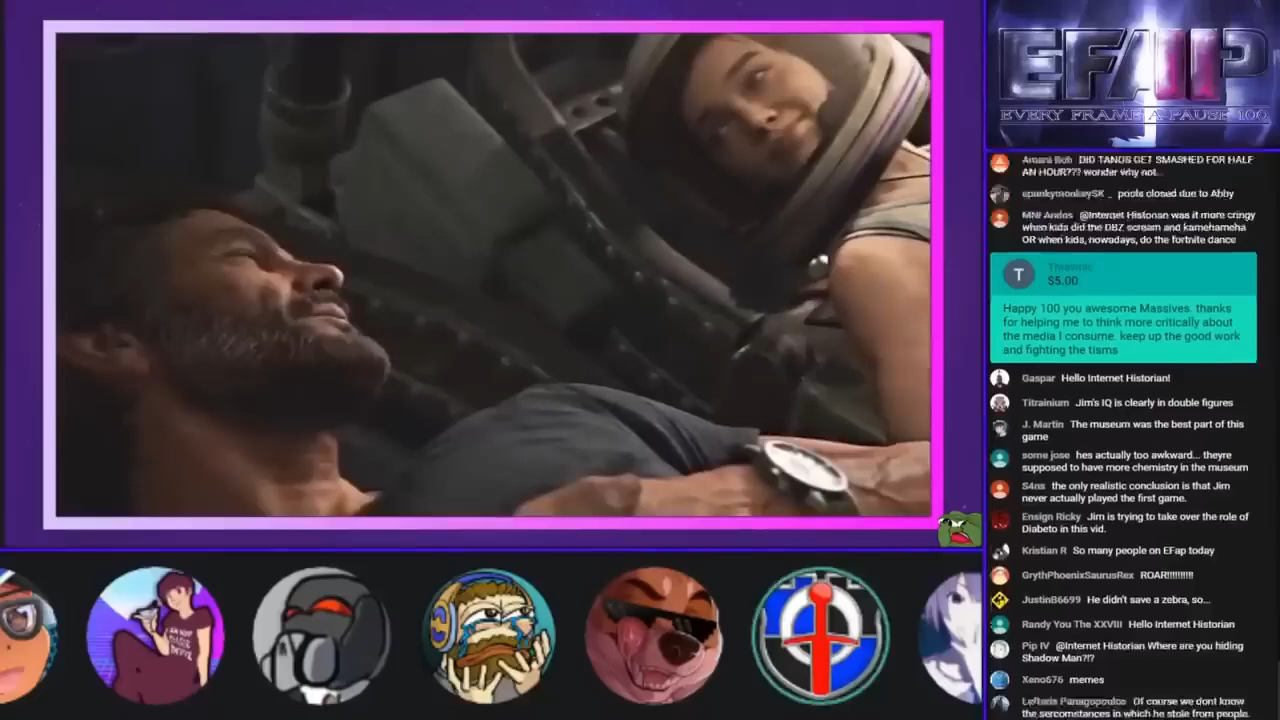 EFAP
EVERY FRAME A PAUSE 100
DID TANGS GET SMASHED FOR HALF
AN HOUR??? wonder why not...
spunkymonkeySK _ pools closed due to Abby
MNI Andos @Internet Historian was it more cringy
when kids did the DBZ scream and kamehameha
OR when kids, nowadays, do the fortnite dance
T
$5.00
Happy 100 you awesome Massives. thanks
for helping me to think more critically about
the media I consume. keep up the good work
and fighting the tisms
Gaspar Hello Internet Historian!
Titrainium Jim's IQ is clearly in double figures
J. Martin The museum was the best part of this
game
some jose hes actually too awkward... theyre
supposed to have more chemistry in the museum
S4ns the only realistic conclusion is that Jim
never actually played the first game.
Ensign Ricky Jim is trying to take over the role of
Diabeto in this vid.
Kristian R So many people on EFap today
GrythPhoenixSaurusRex ROAR!!!!!!!!!!
JustinB6699 He didn't save a zebra, so...
Randy You The XXVIII Hello Internet Historian
Pip IV @Internet Historian Where are you hiding
Shadow Man?!?
Xeno676 memes
Of course we dont know
the sercomstances in which he stole from people.